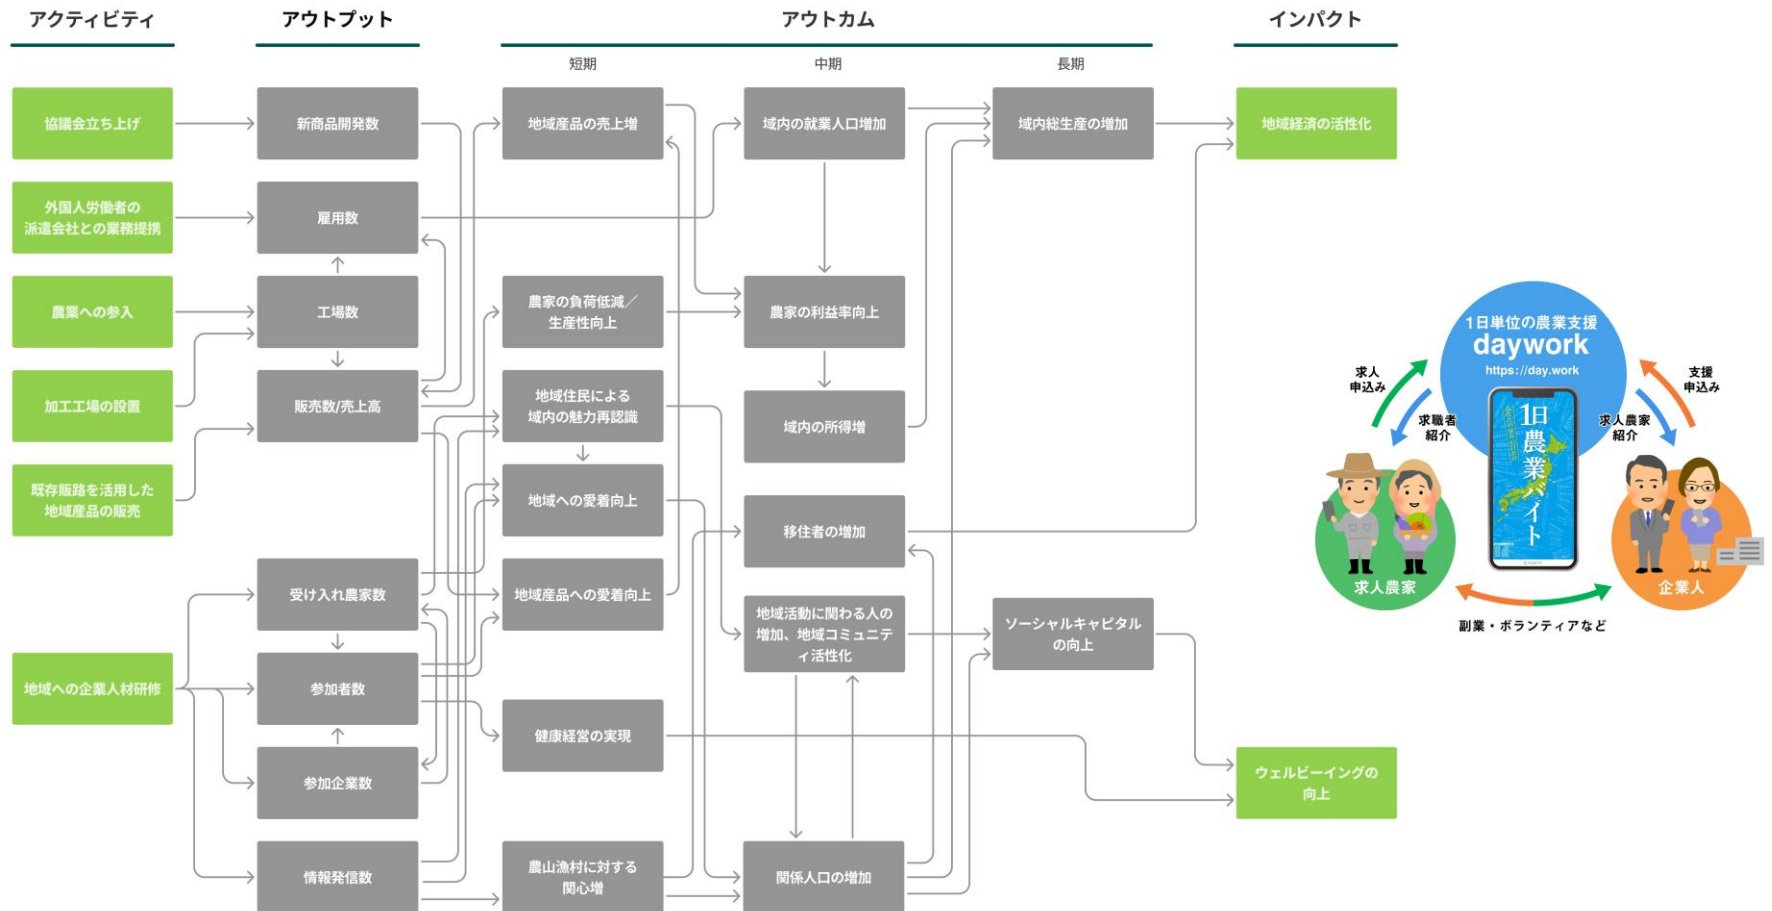 アクティビティ
アウトプット
アウトカム
インパクト
短期
中期
長期
協議会立ち上げ
新商品開発数
地域産品の売上増
域内の就業人口増加
域内総生産の増加
地域経済の活性化
外国人労働者の
派遣会社との業務提携
雇用数
農業への参入
工場数
農家の負荷低減／
生産性向上
農家の利益率向上
加工工場の設置
販売数/売上高
地域住民による
域内の魅力再認識
域内の所得増
既存販路を活用した
地域産品の販売
地域への愛着向上
移住者の増加
受け入れ農家数
地域産品への愛着向上
地域活動に関わる人の
増加、地域コミュニテ
ィ活性化
ソーシャルキャピタル
の向上
地域への企業人材研修
参加者数
健康経営の実現
参加企業数
ウェルビーイングの
向上
情報発信数
農山漁村に対する
関心増
関係人口の増加
1日単位の農業支援
daywork
https://day.work
求人
申込み
支援
申込み
求職者
紹介
求人農家
紹介
1日農業バイト
求人農家
企業人
副業・ボランティアなど